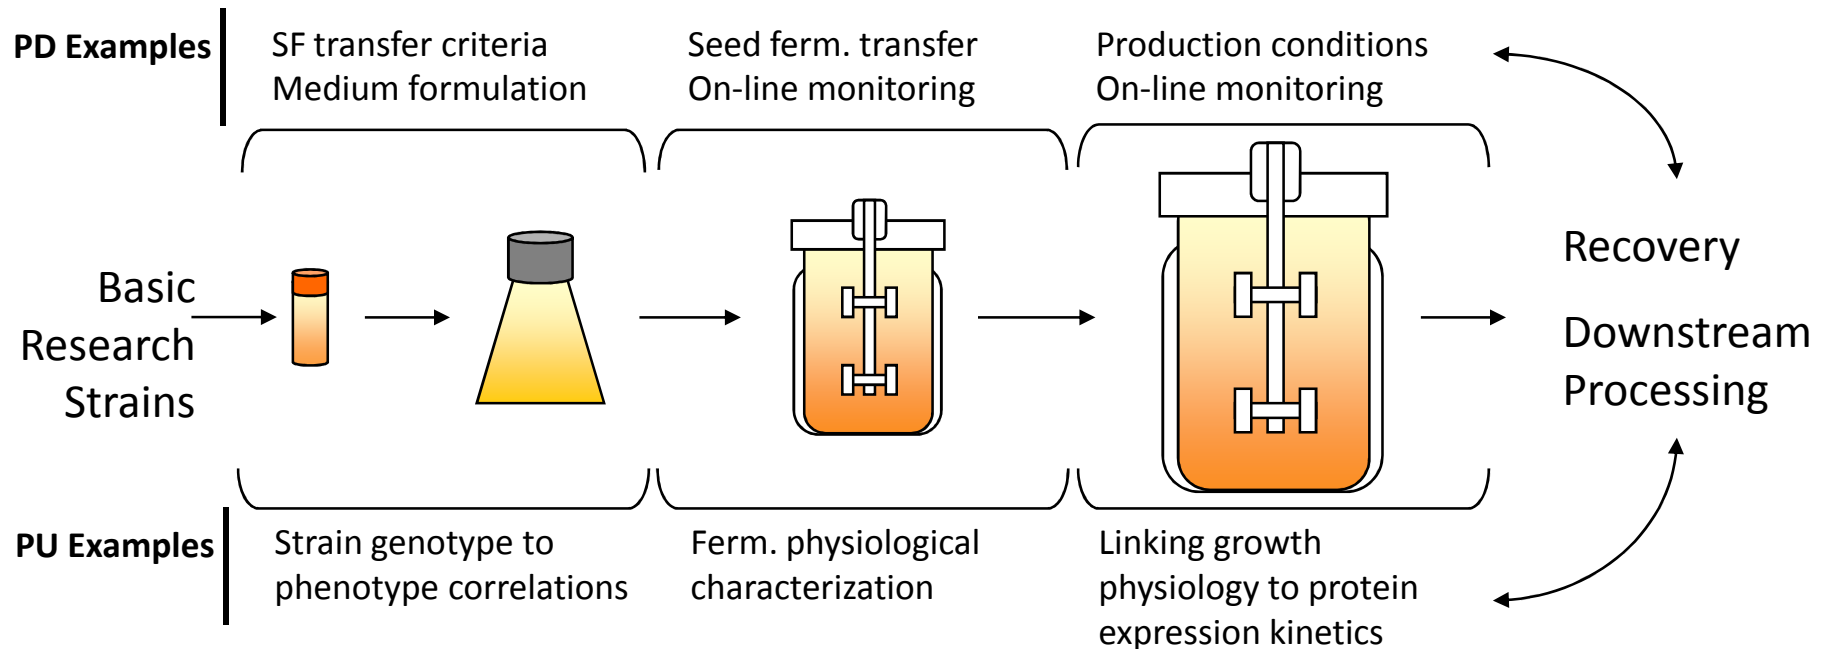 PD Examples
SF transfer criteria
Medium formulation
Seed ferm. transfer
On-line monitoring
Production conditions
On-line monitoring
Basic
Research
Strains
Recovery
Downstream
Processing
PU Examples
Strain genotype to
phenotype correlations
Ferm. physiological
characterization
Linking growth
physiology to protein
expression kinetics